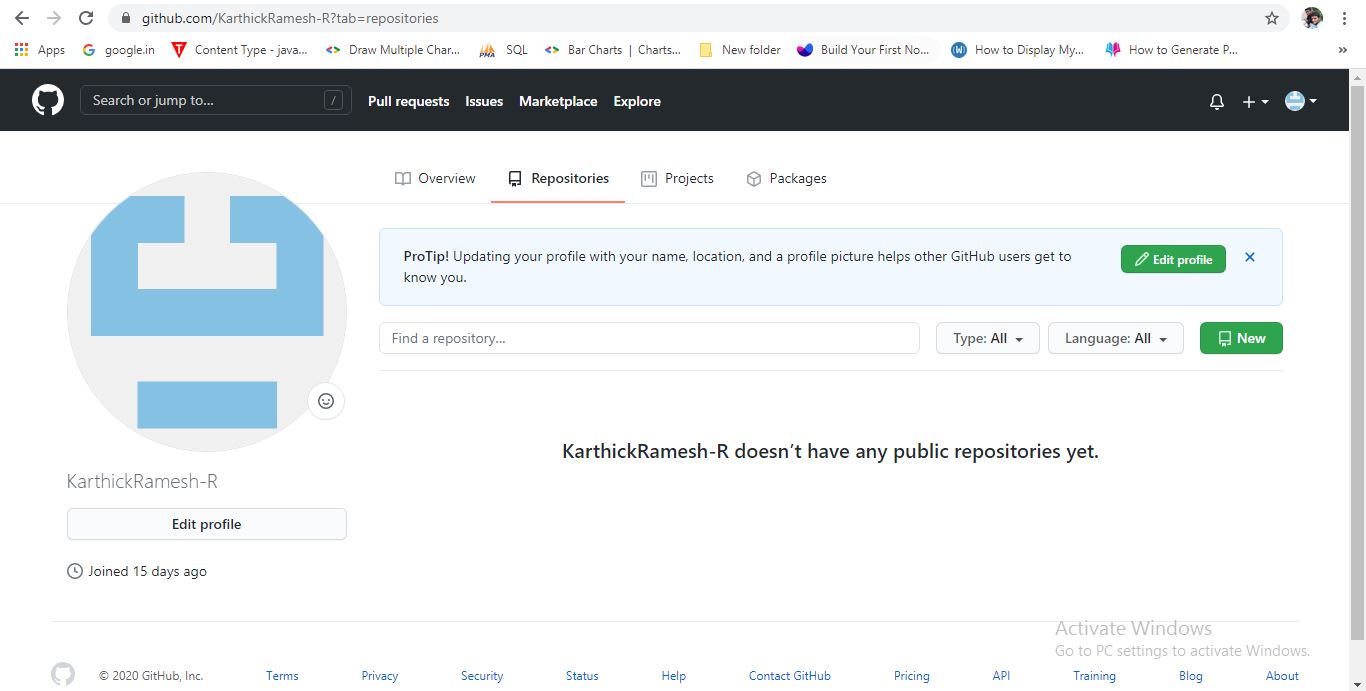 github.com/KarthickRamesh-R?tab=repositories
Apps google.in Content Type - java... Draw Multiple Char... SQL Bar Charts | Charts... New folder Build Your First No... How to Display My... How to Generate P... »
Search or jump to... / Pull requests Issues Marketplace Explore
Overview Repositories Projects Packages
ProTip! Updating your profile with your name, location, and a profile picture helps other GitHub users get to
know you.
Edit profile
Find a repository... Type: All Language: All New
KarthickRamesh-R doesn’t have any public repositories yet.
KarthickRamesh-R
Edit profile
Joined 15 days ago
Activate Windows
Go to PC settings to activate Windows.
© 2020 GitHub, Inc. Terms Privacy Security Status Help Contact GitHub Pricing API Training Blog About